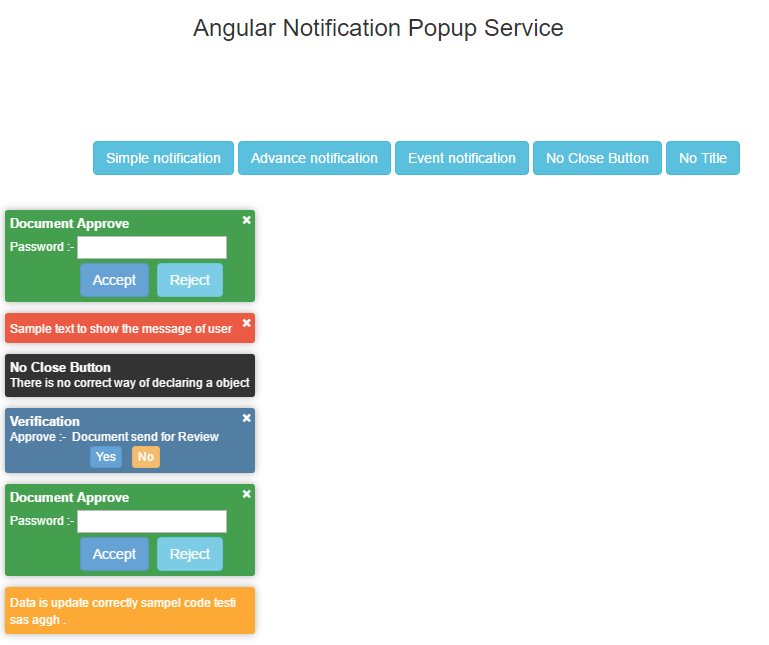 Angular Notification Popup Service
Simple notification Advance notification Event notification No Close Button No Title
Document Approve
Password :-
Accept Reject
Sample text to show the message of user
No Close Button
There is no correct way of declaring a object
Verification
Approve :- Document send for Review
Yes No
Document Approve
Password :-
Accept Reject
Data is update correctly sampel code testi
sas aggh .